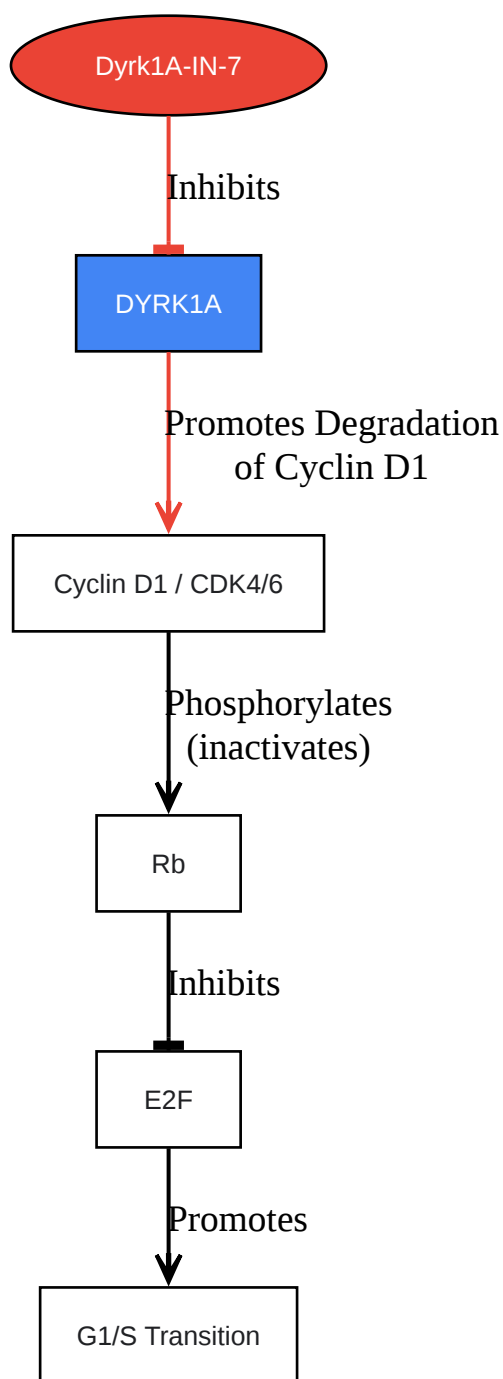 Dyrk1A-IN-7
Inhibits
DYRK1A
Promotes Degradation
of Cyclin D1
Cyclin D1 / CDK4/6
Phosphorylates
(inactivates)
Rb
Inhibits
E2F
Promotes
G1/S Transition